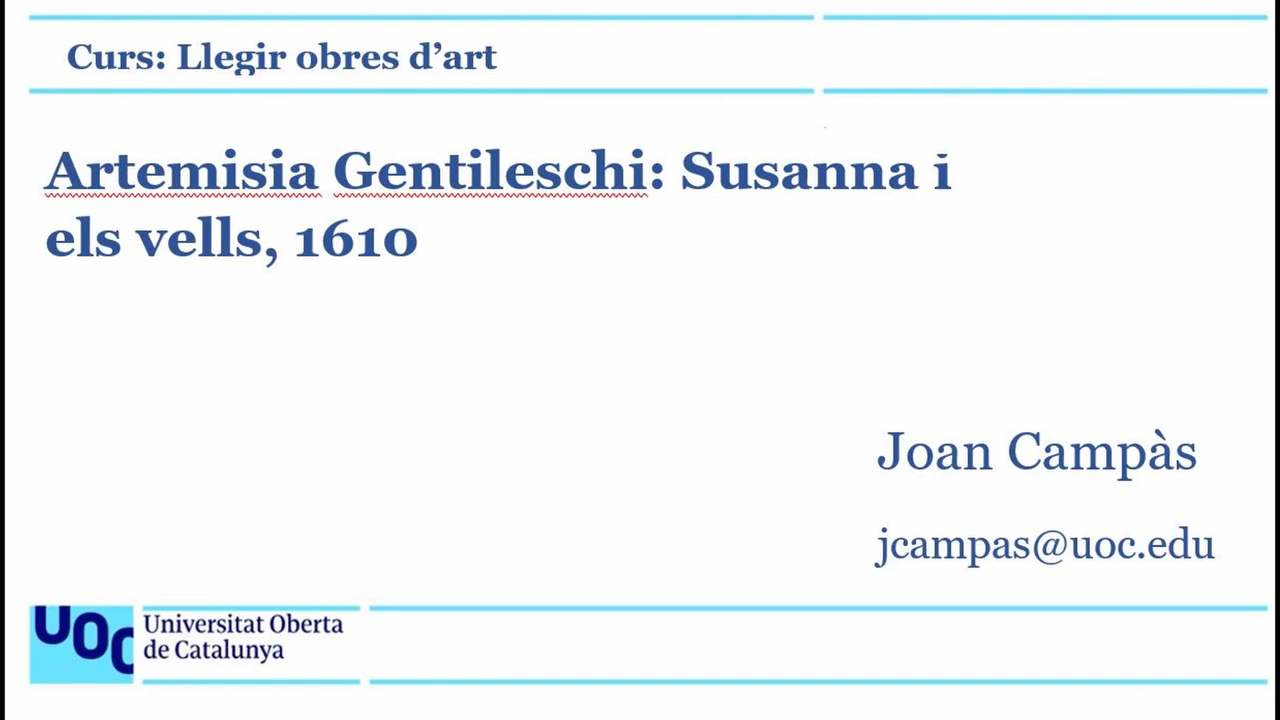 Curs: Llegir obres d’art
Artemisia Gentileschi: Susanna i
els vells, 1610
Joan Campàs
jcampas@uoc.edu
UOC
Universitat Oberta
de Catalunya